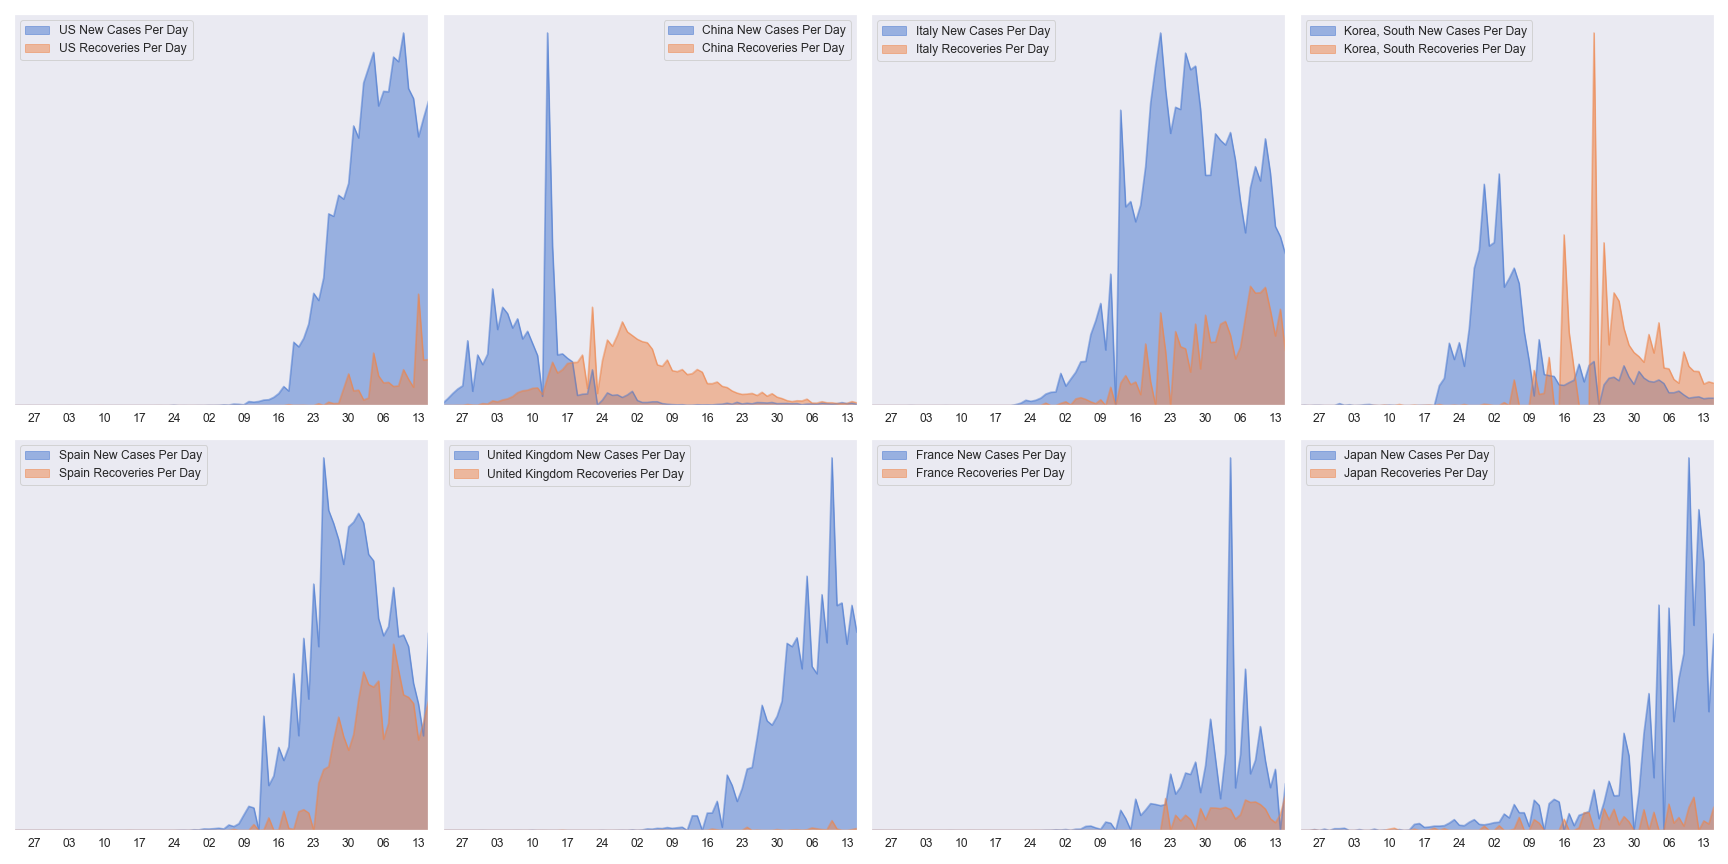 US New Cases Per Day
US Recoveries Per Day
China New Cases Per Day
China Recoveries Per Day
Italy New Cases Per Day
Italy Recoveries Per Day
Korea, South New Cases Per Day
Korea, South Recoveries Per Day
27 03 10 17 24 02 09 16 23 30 06 13
27 03 10 17 24 02 09 16 23 30 06 13
27 03 10 17 24 02 09 16 23 30 06 13
27 03 10 17 24 02 09 16 23 30 06 13
Spain New Cases Per Day
Spain Recoveries Per Day
United Kingdom New Cases Per Day
United Kingdom Recoveries Per Day
France New Cases Per Day
France Recoveries Per Day
Japan New Cases Per Day
Japan Recoveries Per Day
27 03 10 17 24 02 09 16 23 30 06 13
27 03 10 17 24 02 09 16 23 30 06 13
27 03 10 17 24 02 09 16 23 30 06 13
27 03 10 17 24 02 09 16 23 30 06 13